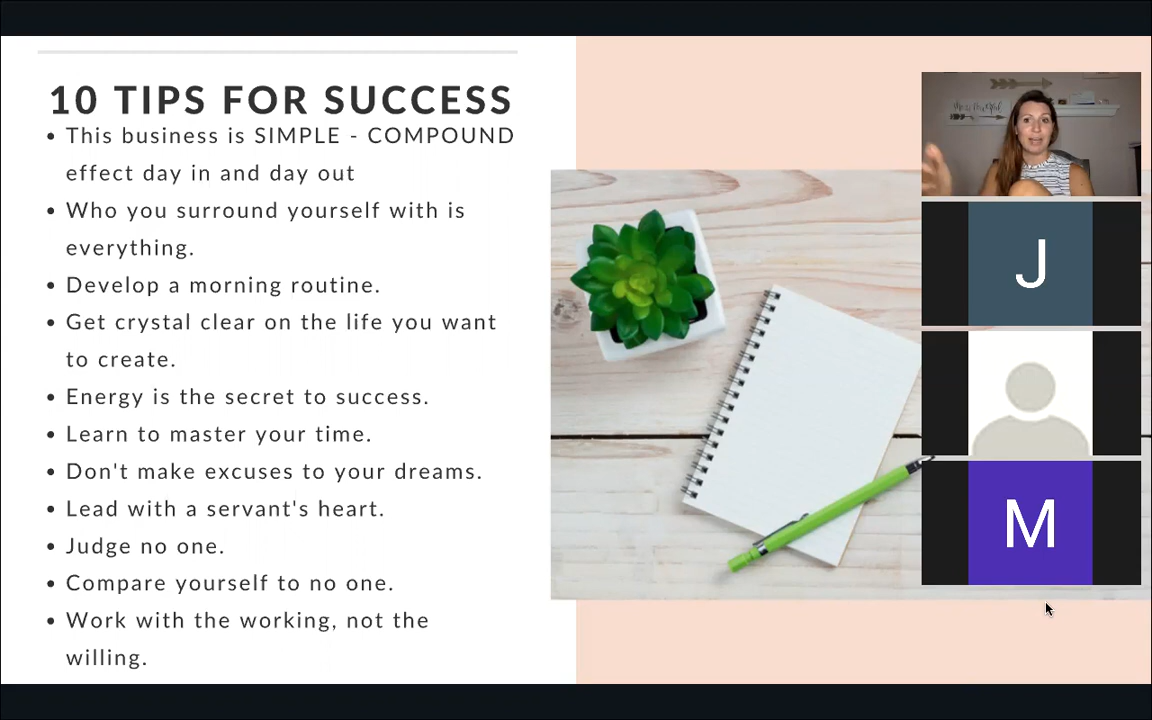 10 TIPS FOR SUCCESS
• This business is SIMPLE - COMPOUND
effect day in and day out
• Who you surround yourself with is
everything.
• Develop a morning routine.
• Get crystal clear on the life you want
to create.
• Energy is the secret to success.
• Learn to master your time.
• Don't make excuses to your dreams.
• Lead with a servant's heart.
• Judge no one.
• Compare yourself to no one.
• Work with the working, not the
willing.
J
M